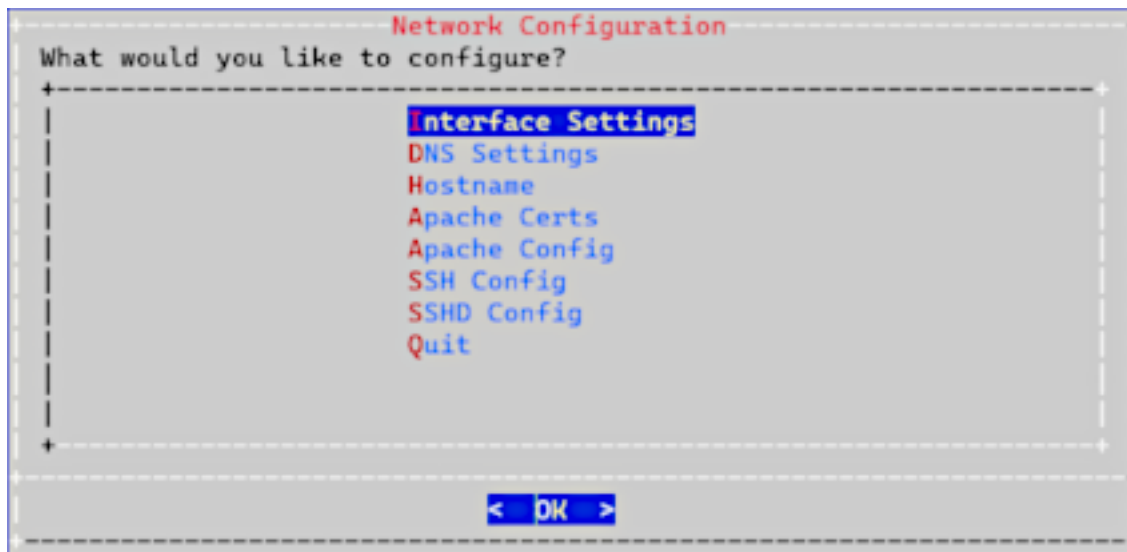 Network Configuration
What would you like to configure?
Interface Settings
DNS Settings
Hostname
Apache Certs
Apache Config
SSH Config
SSHD Config
Quit
< OK >